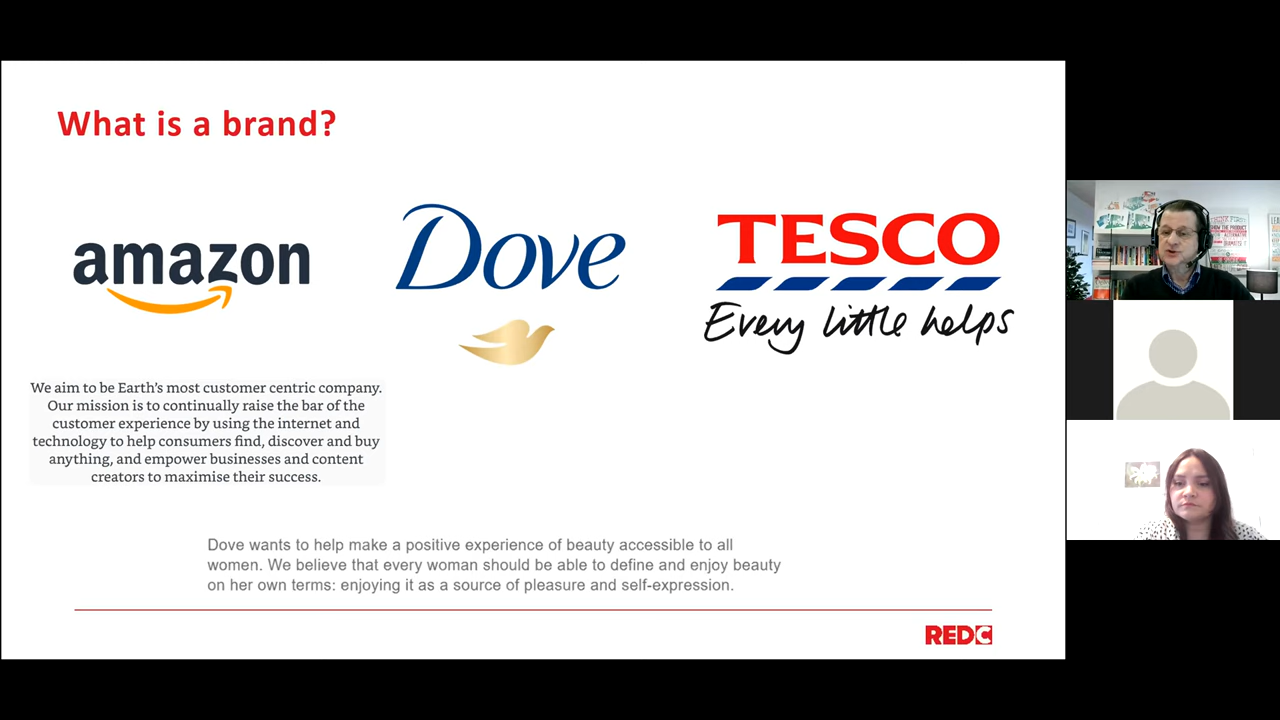 What is a brand?
amazon
Dove
TESCO
Every little helps
We aim to be Earth's most customer centric company.
Our mission is to continually raise the bar of the
customer experience by using the internet and
technology to help consumers find, discover and buy
anything, and empower businesses and content
creators to maximise their success.
Dove wants to help make a positive experience of beauty accessible to all
women. We believe that every woman should be able to define and enjoy beauty
on her own terms: enjoying it as a source of pleasure and self-expression.
REDC